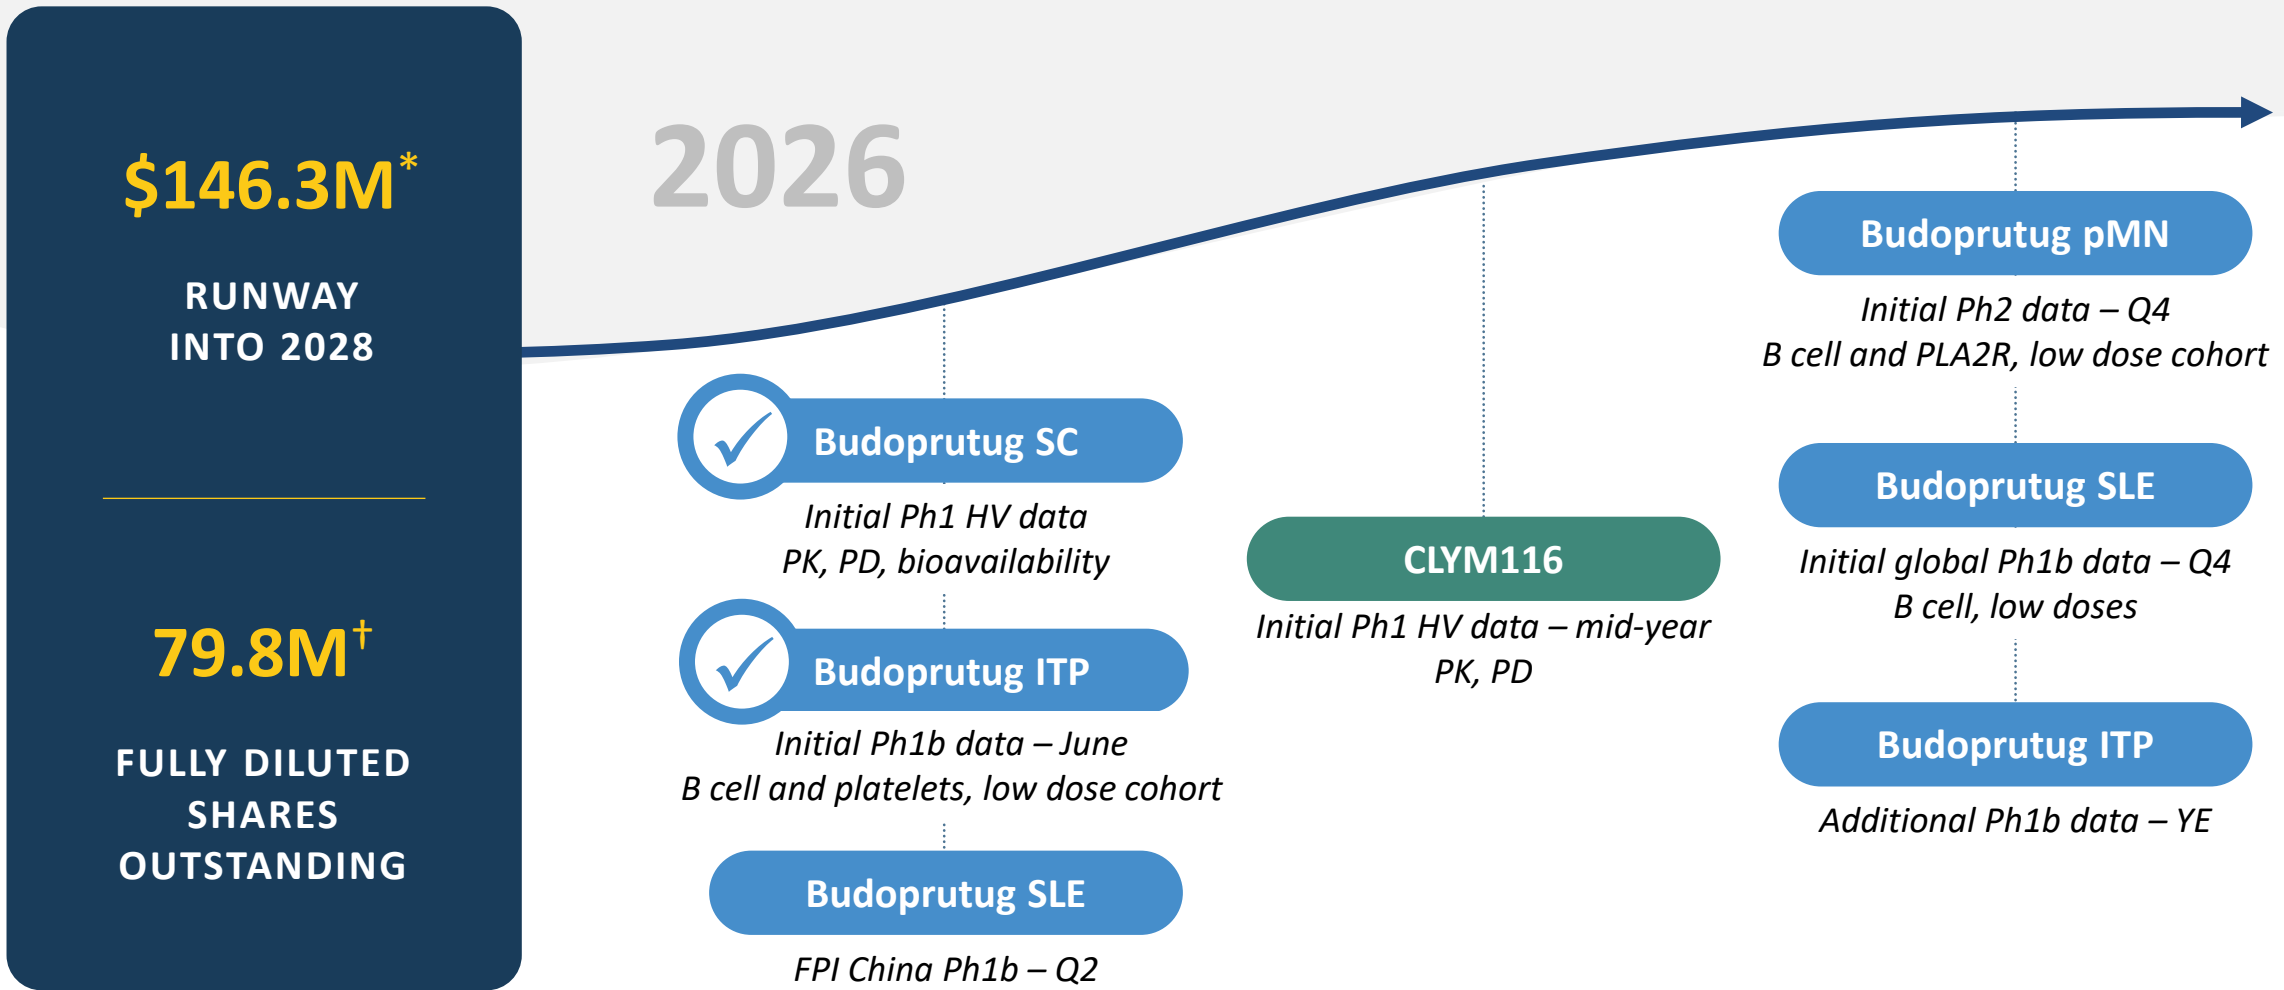 $146.3M*
RUNWAY
INTO 2028
79.8M†
FULLY DILUTED
SHARES
OUTSTANDING
2026
Budoprutug SC
Initial Ph1 HV data
PK, PD, bioavailability
Budoprutug ITP
Initial Ph1b data – June
B cell and platelets, low dose cohort
Budoprutug SLE
FPI China Ph1b – Q2
CLYM116
Initial Ph1 HV data – mid-year
PK, PD
Budoprutug pMN
Initial Ph2 data – Q4
B cell and PLA2R, low dose cohort
Budoprutug SLE
Initial global Ph1b data – Q4
B cell, low doses
Budoprutug ITP
Additional Ph1b data – YE